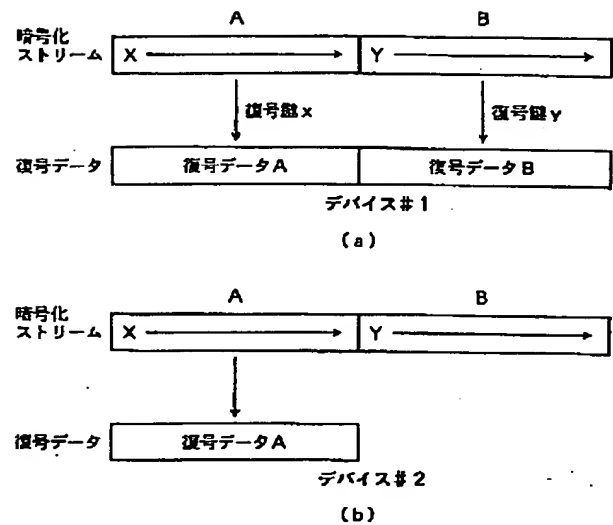 A B
暗号化
ストリーム X Y
復号鍵x 復号鍵y
復号データ 復号データA 復号データB
デバイス#1
(a)
A B
暗号化
ストリーム X Y
復号データ 復号データA
デバイス#2
(b)